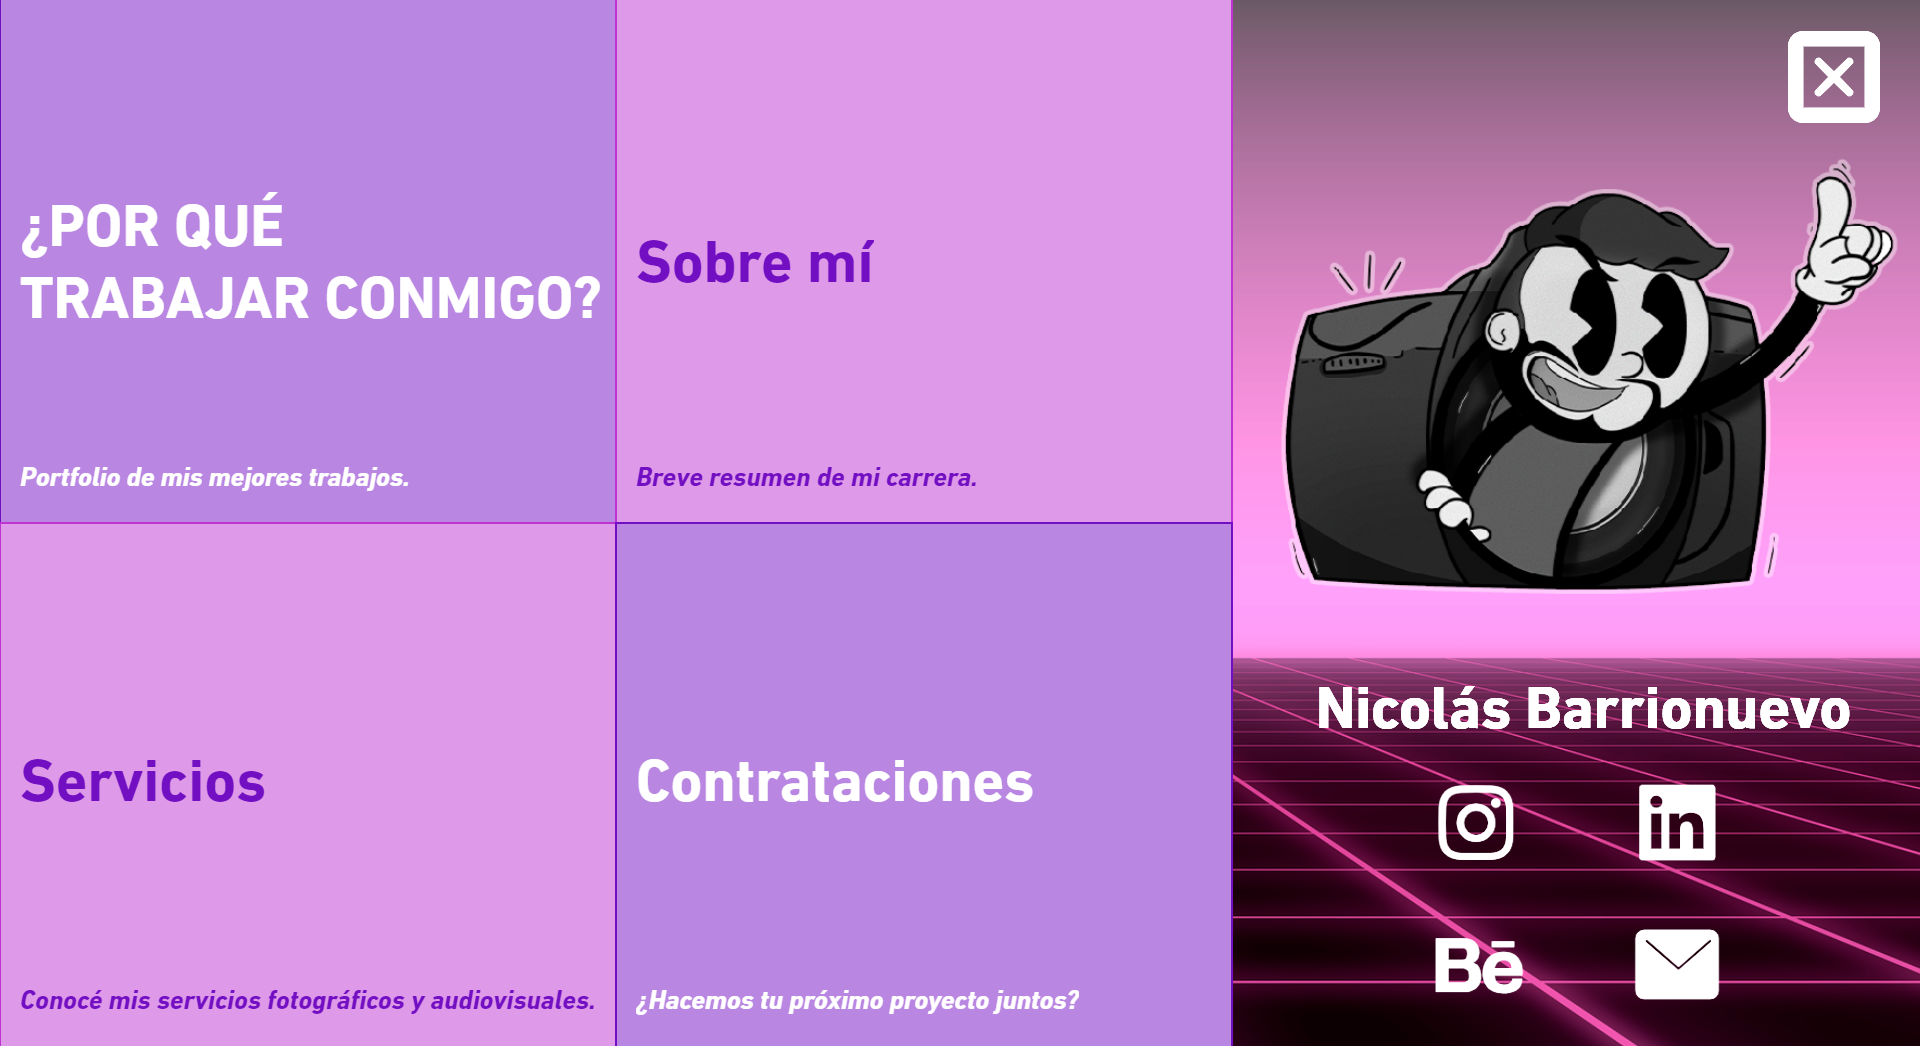 ¿POR QUÉ
TRABAJAR CONMIGO?
Portfolio de mis mejores trabajos.
Sobre mí
Breve resumen de mi carrera.
Servicios
Conocé mis servicios fotográficos y audiovisuales.
Contrataciones
¿Hacemos tu próximo proyecto juntos?
Nicolás Barrionuevo
in
Bē